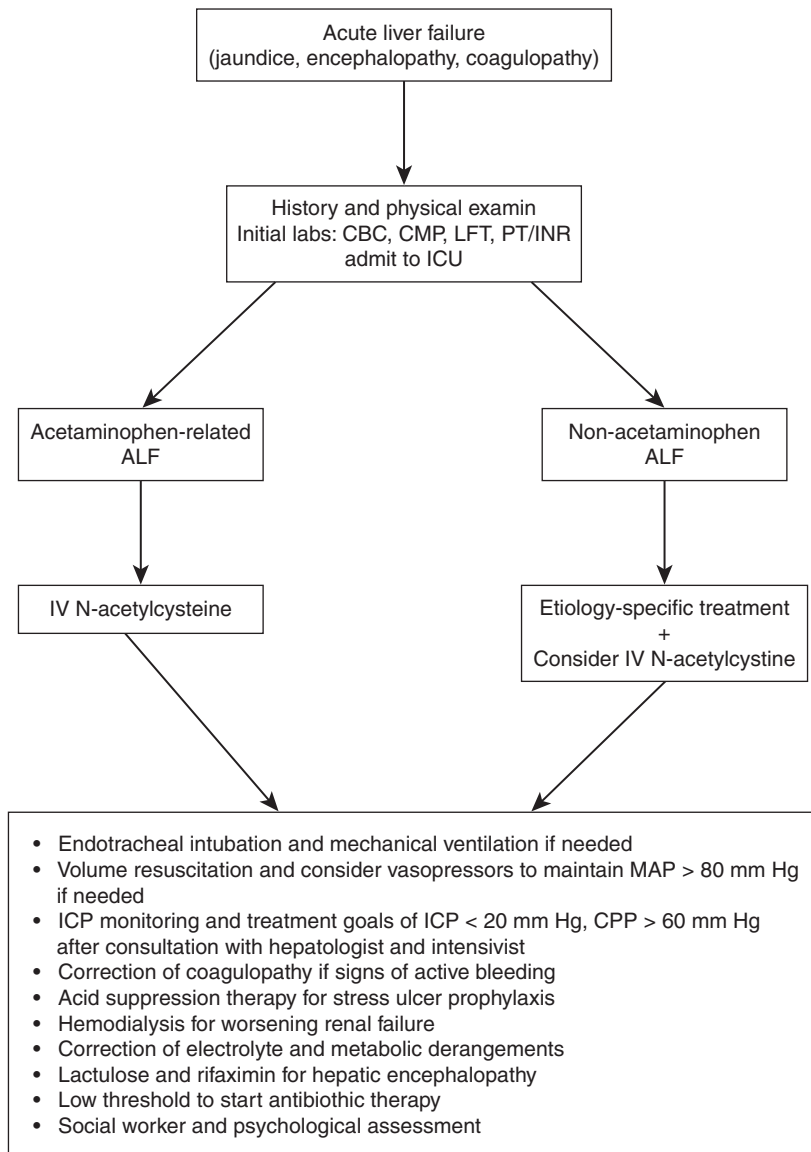 Acute liver failure
(jaundice, encephalopathy, coagulopathy)
History and physical examin
Initial labs: CBC, CMP, LFT, PT/INR
admit to ICU
Acetaminophen-related
ALF
Non-acetaminophen
ALF
IV N-acetylcysteine
Etiology-specific treatment
+
Consider IV N-acetylcystine
• Endotracheal intubation and mechanical ventilation if needed
• Volume resuscitation and consider vasopressors to maintain MAP > 80 mm Hg
if needed
• ICP monitoring and treatment goals of ICP < 20 mm Hg, CPP > 60 mm Hg
after consultation with hepatologist and intensivist
• Correction of coagulopathy if signs of active bleeding
• Acid suppression therapy for stress ulcer prophylaxis
• Hemodialysis for worsening renal failure
• Correction of electrolyte and metabolic derangements
• Lactulose and rifaximin for hepatic encephalopathy
• Low threshold to start antibiothic therapy
• Social worker and psychological assessment